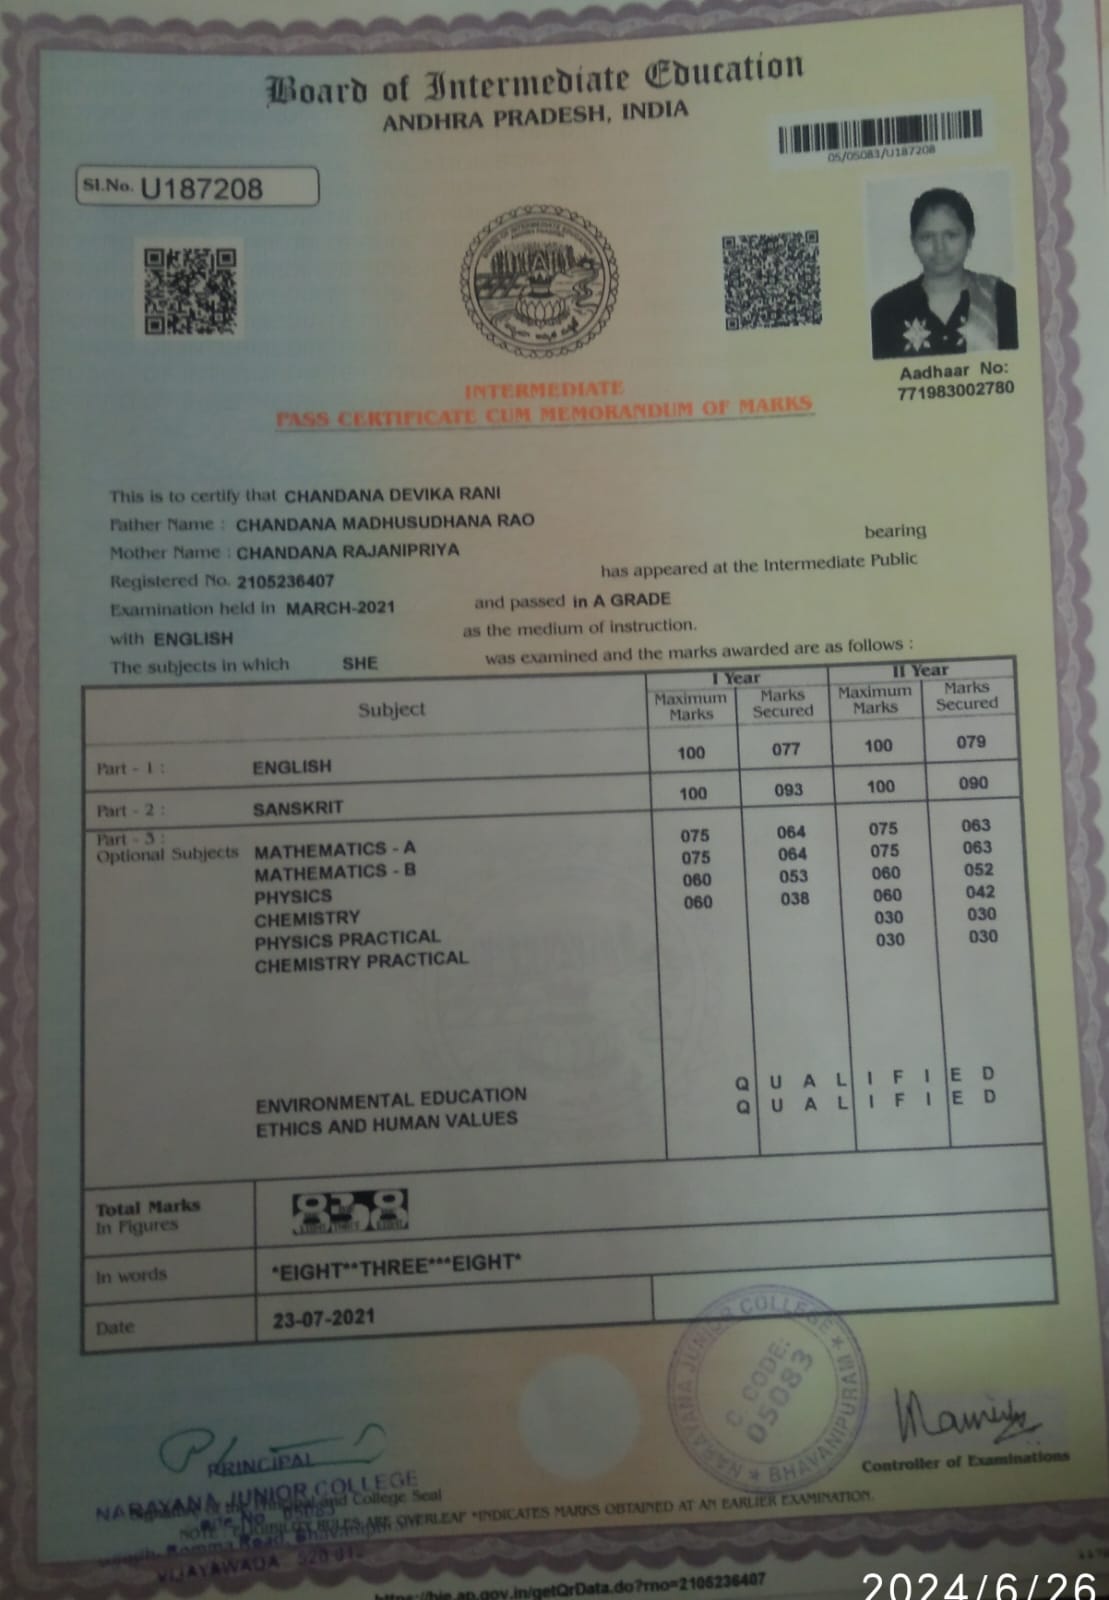 Board of Intermediate Education
ANDHRA PRADESH, INDIA
05/05083/U187208
Sl.No. U187208
Aadhaar No:
771983002780
INTERMEDIATE
PASS CERTIFICATE CUM MEMORANDUM OF MARKS
This is to certify that CHANDANA DEVIKA RANI
Father Name : CHANDANA MADHUSUDHANA RAO
Mother Name : CHANDANA RAJANIPRIYA bearing
Registered No. 2105236407 has appeared at the Intermediate Public
Examination held in MARCH-2021 and passed in A GRADE
with ENGLISH as the medium of instruction.
The subjects in which SHE was examined and the marks awarded are as follows :
Subject I Year II Year
Maximum Marks Marks Secured Maximum Marks Marks Secured
Part - 1 : ENGLISH 100 077 100 079
Part - 2 : SANSKRIT 100 093 100 090
Part - 3 :
Optional Subjects MATHEMATICS - A 075 064 075 063
MATHEMATICS - B 075 064 075 063
PHYSICS 060 053 060 052
CHEMISTRY 060 038 060 042
PHYSICS PRACTICAL 030 030
CHEMISTRY PRACTICAL 030 030
ENVIRONMENTAL EDUCATION Q U A L I F I E D
ETHICS AND HUMAN VALUES Q U A L I F I E D
Total Marks
In Figures 838
In words *EIGHT**THREE***EIGHT*
Date 23-07-2021
NARAYANA JUNIOR COLLEGE ★ BHAVANIPURAM ★
C. CODE:
05083
PRINCIPAL
Controller of Examinations
NARAYANA JUNIOR COLLEGE
and College Seal
NOTE : ELIGIBILITY RULES ARE OVERLEAF *INDICATES MARKS OBTAINED AT AN EARLIER EXAMINATION.
VIJAYAWADA
https://bie.ap.gov.in/getQrData.do?rno=2105236407
2024/6/26